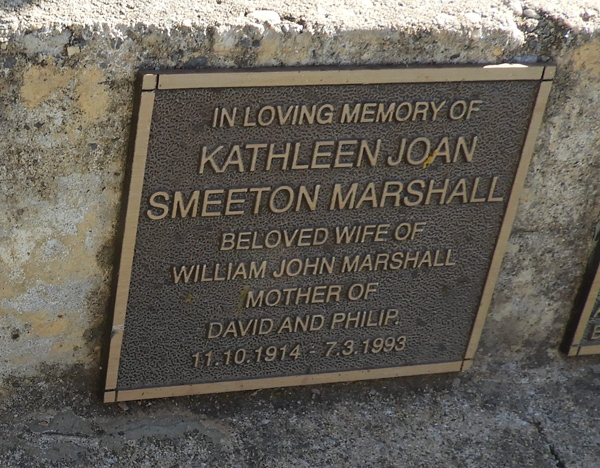 IN LOVING MEMORY OF
KATHLEEN JOAN
SMEETON MARSHALL
BELOVED WIFE OF
WILLIAM JOHN MARSHALL
MOTHER OF
DAVID AND PHILIP.
11.10.1914 - 7.3.1993